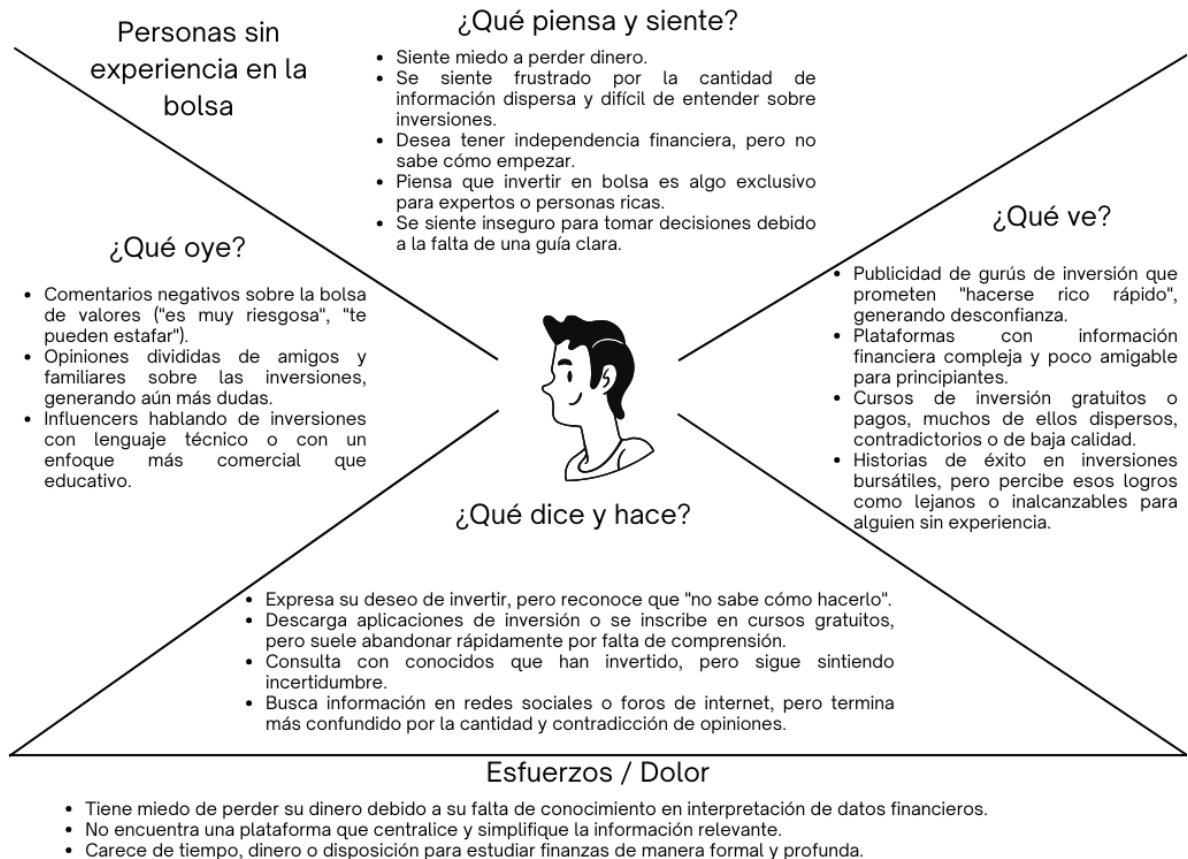 Personas sin
experiencia en la
bolsa
¿Qué piensa y siente?
• Siente miedo a perder dinero.
• Se siente frustrado por la cantidad de
información dispersa y difícil de entender sobre
inversiones.
• Desea tener independencia financiera, pero no
sabe cómo empezar.
• Piensa que invertir en bolsa es algo exclusivo
para expertos o personas ricas.
• Se siente inseguro para tomar decisiones debido
a la falta de una guía clara.
¿Qué oye?
• Comentarios negativos sobre la bolsa
de valores ("es muy riesgosa", "te
pueden estafar").
• Opiniones divididas de amigos y
familiares sobre las inversiones,
generando aún más dudas.
• Influencers hablando de inversiones
con lenguaje técnico o con un
enfoque más comercial que
educativo.
¿Qué ve?
• Publicidad de gurús de inversión que
prometen "hacerse rico rápido",
generando desconfianza.
• Plataformas con información
financiera compleja y poco amigable
para principiantes.
• Cursos de inversión gratuitos o
pagos, muchos de ellos dispersos,
contradictorios o de baja calidad.
• Historias de éxito en inversiones
bursátiles, pero percibe esos logros
como lejanos o inalcanzables para
alguien sin experiencia.
¿Qué dice y hace?
• Expresa su deseo de invertir, pero reconoce que "no sabe cómo hacerlo".
• Descarga aplicaciones de inversión o se inscribe en cursos gratuitos,
pero suele abandonar rápidamente por falta de comprensión.
• Consulta con conocidos que han invertido, pero sigue sintiendo
incertidumbre.
• Busca información en redes sociales o foros de internet, pero termina
más confundido por la cantidad y contradicción de opiniones.
Esfuerzos / Dolor
• Tiene miedo de perder su dinero debido a su falta de conocimiento en interpretación de datos financieros.
• No encuentra una plataforma que centralice y simplifique la información relevante.
• Carece de tiempo, dinero o disposición para estudiar finanzas de manera formal y profunda.